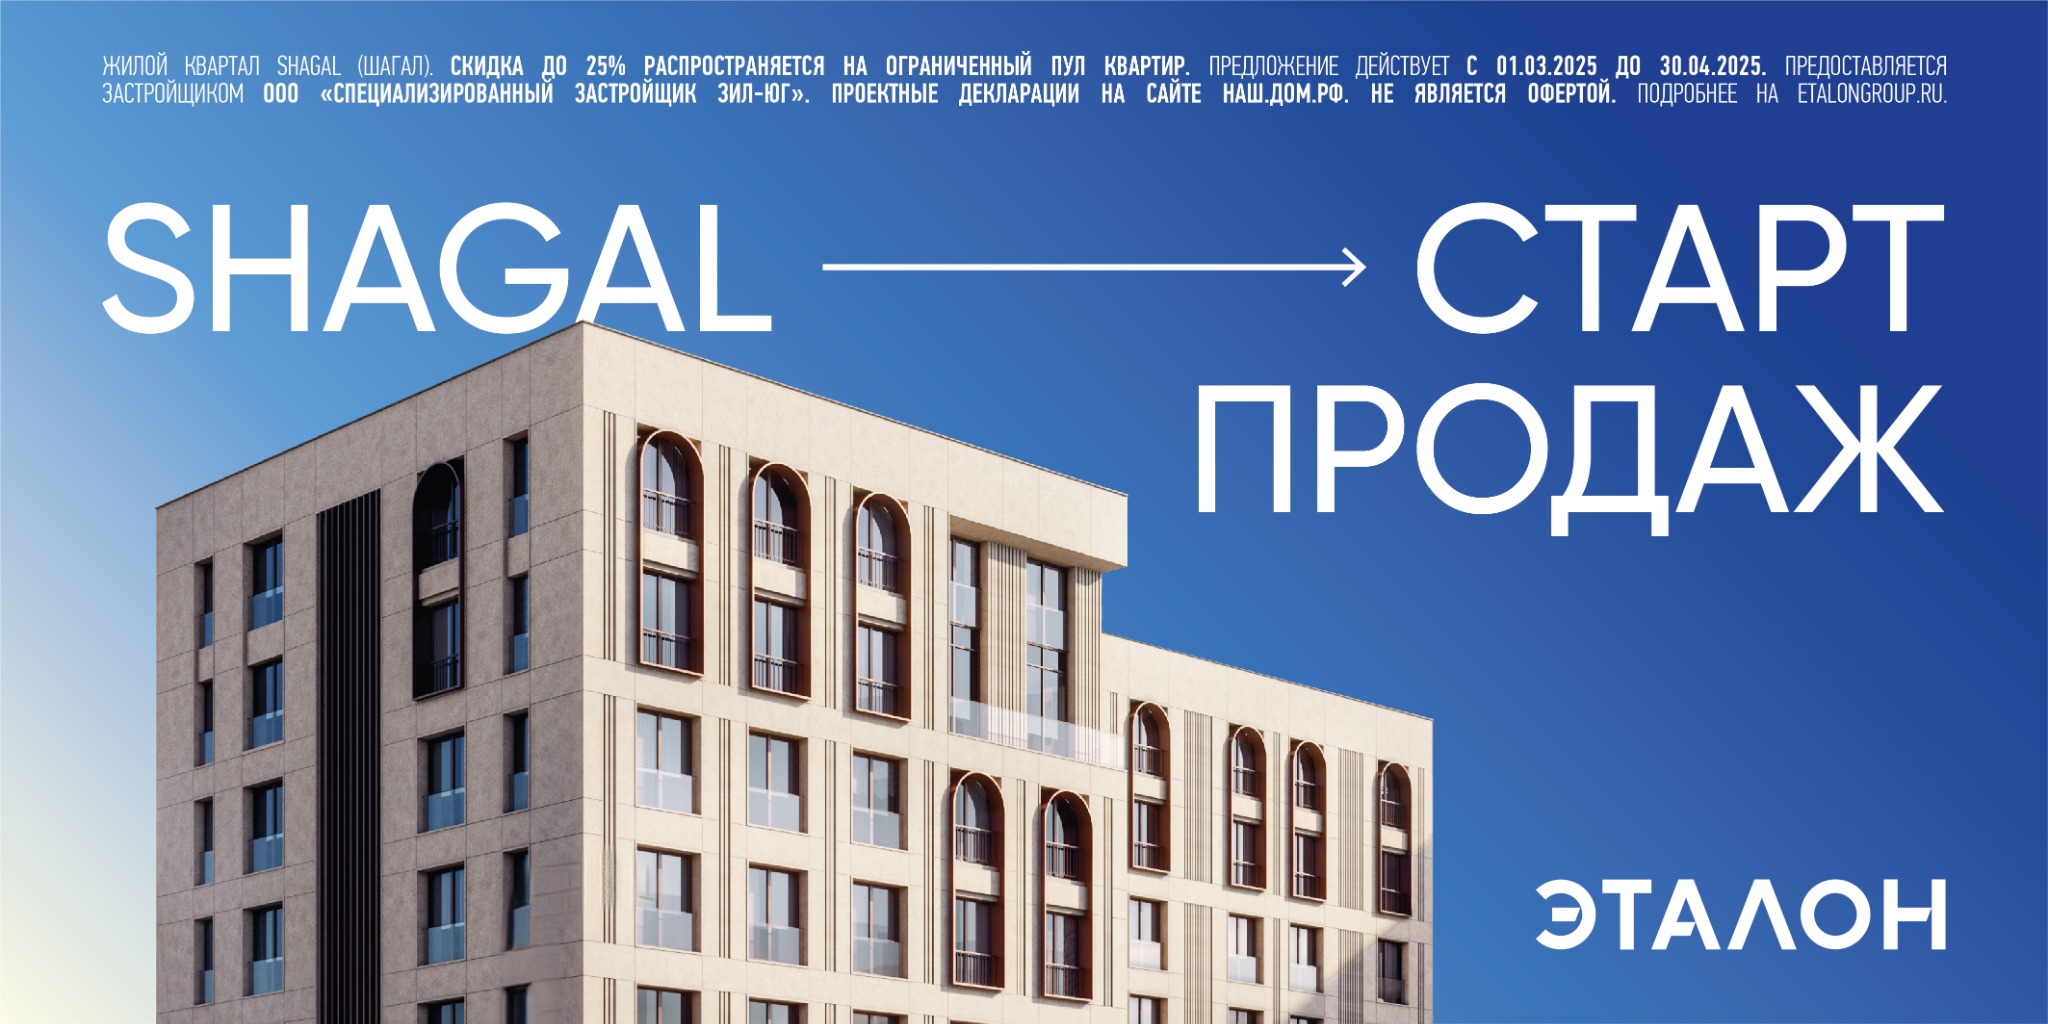 ЖИЛОЙ КВАРТАЛ SHAGAL (ШАГАЛ). СКИДКА ДО 25% РАСПРОСТРАНЯЕТСЯ НА ОГРАНИЧЕННЫЙ ПУЛ КВАРТИР. ПРЕДЛОЖЕНИЕ ДЕЙСТВУЕТ С 01.03.2025 ДО 30.04.2025. ПРЕДОСТАВЛЯЕТСЯ
ЗАСТРОЙЩИКОМ ООО «СПЕЦИАЛИЗИРОВАННЫЙ ЗАСТРОЙЩИК ЗИЛ-ЮГ». ПРОЕКТНЫЕ ДЕКЛАРАЦИИ НА САЙТЕ НАШ.ДОМ.РФ. НЕ ЯВЛЯЕТСЯ ОФЕРТОЙ. ПОДРОБНЕЕ НА ETALONGROUP.RU.
SHAGAL → СТАРТ
ПРОДАЖ
ЭТАЛОН